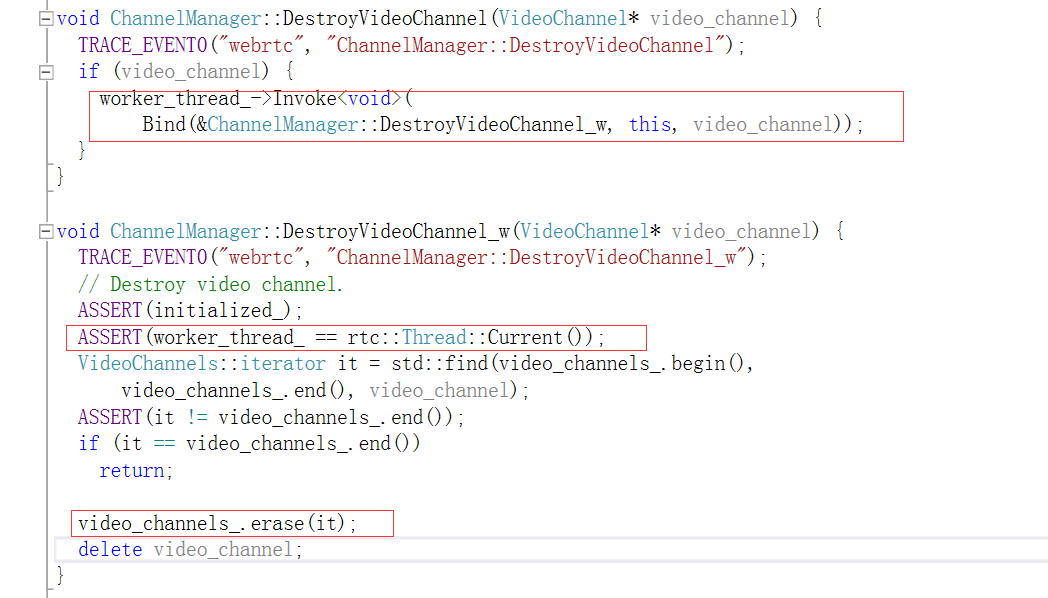 void ChannelManager::DestroyVideoChannel(VideoChannel* video_channel) {
  TRACE_EVENT0("webrtc", "ChannelManager::DestroyVideoChannel");
  if (video_channel) {
    worker_thread_->Invoke<void>(
        Bind(&ChannelManager::DestroyVideoChannel_w, this, video_channel));
  }
}

void ChannelManager::DestroyVideoChannel_w(VideoChannel* video_channel) {
  TRACE_EVENT0("webrtc", "ChannelManager::DestroyVideoChannel_w");
  // Destroy video channel.
  ASSERT(initialized_);
  ASSERT(worker_thread_ == rtc::Thread::Current());
  VideoChannels::iterator it = std::find(video_channels_.begin(),
      video_channels_.end(), video_channel);
  ASSERT(it != video_channels_.end());
  if (it == video_channels_.end())
    return;

  video_channels_.erase(it);
  delete video_channel;
}